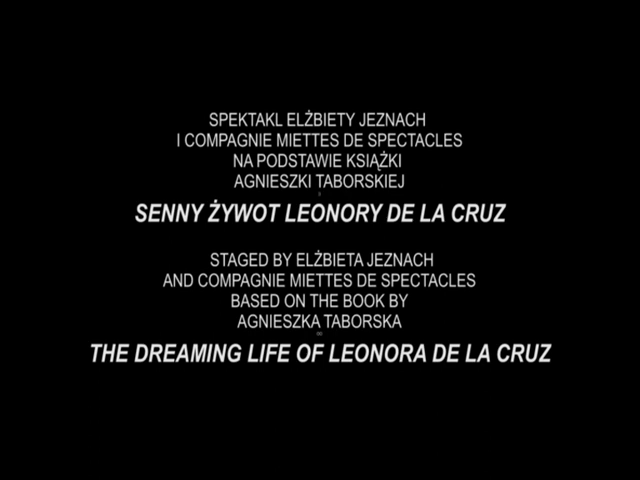 SPEKTAKL ELŻBIETY JEZNACH
I COMPAGNIE MIETTES DE SPECTACLES
NA PODSTAWIE KSIĄŻKI
AGNIESZKI TABORSKIEJ
SENNY ŻYWOT LEONORY DE LA CRUZ
STAGED BY ELŻBIETA JEZNACH
AND COMPAGNIE MIETTES DE SPECTACLES
BASED ON THE BOOK BY
AGNIESZKA TABORSKA
THE DREAMING LIFE OF LEONORA DE LA CRUZ